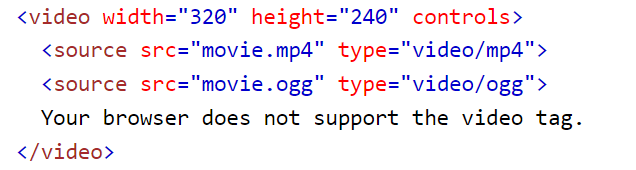 <video width="320" height="240" controls>
  <source src="movie.mp4" type="video/mp4">
  <source src="movie.ogg" type="video/ogg">
  Your browser does not support the video tag.
</video>